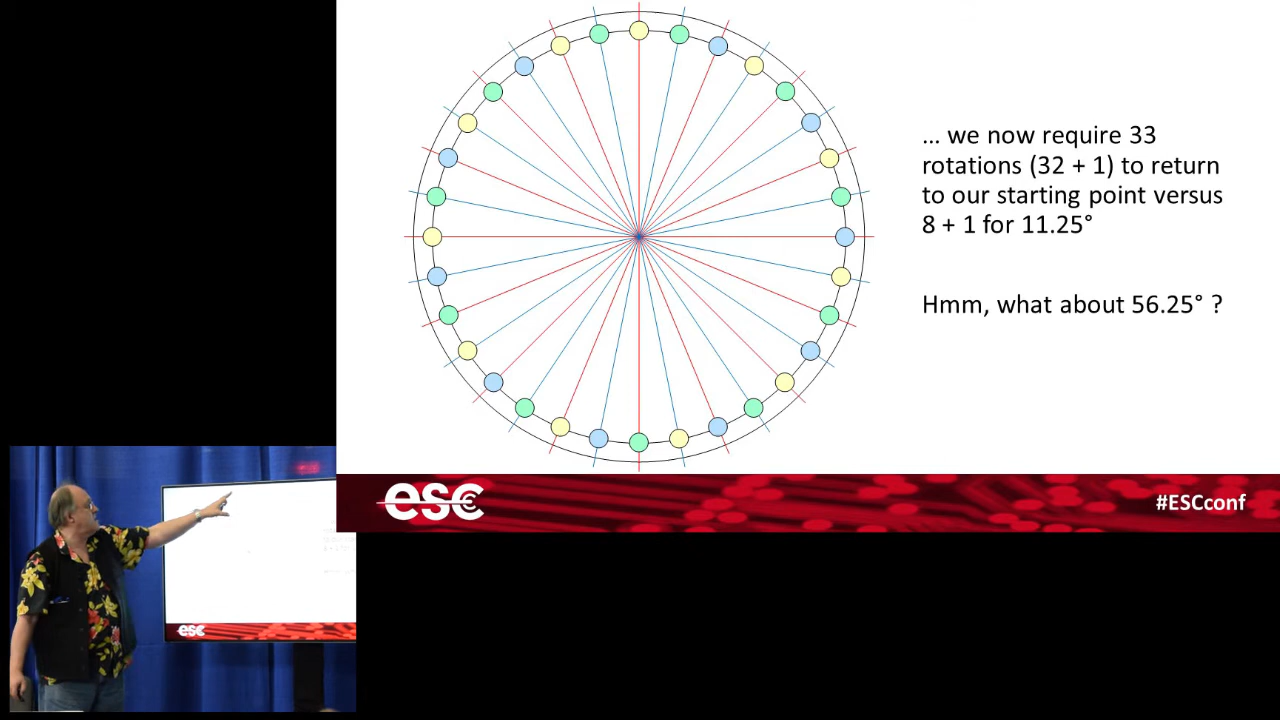 ... we now require 33
rotations (32 + 1) to return
to our starting point versus
8 + 1 for 11.25°
Hmm, what about 56.25° ?
esc
#ESCconf
esc